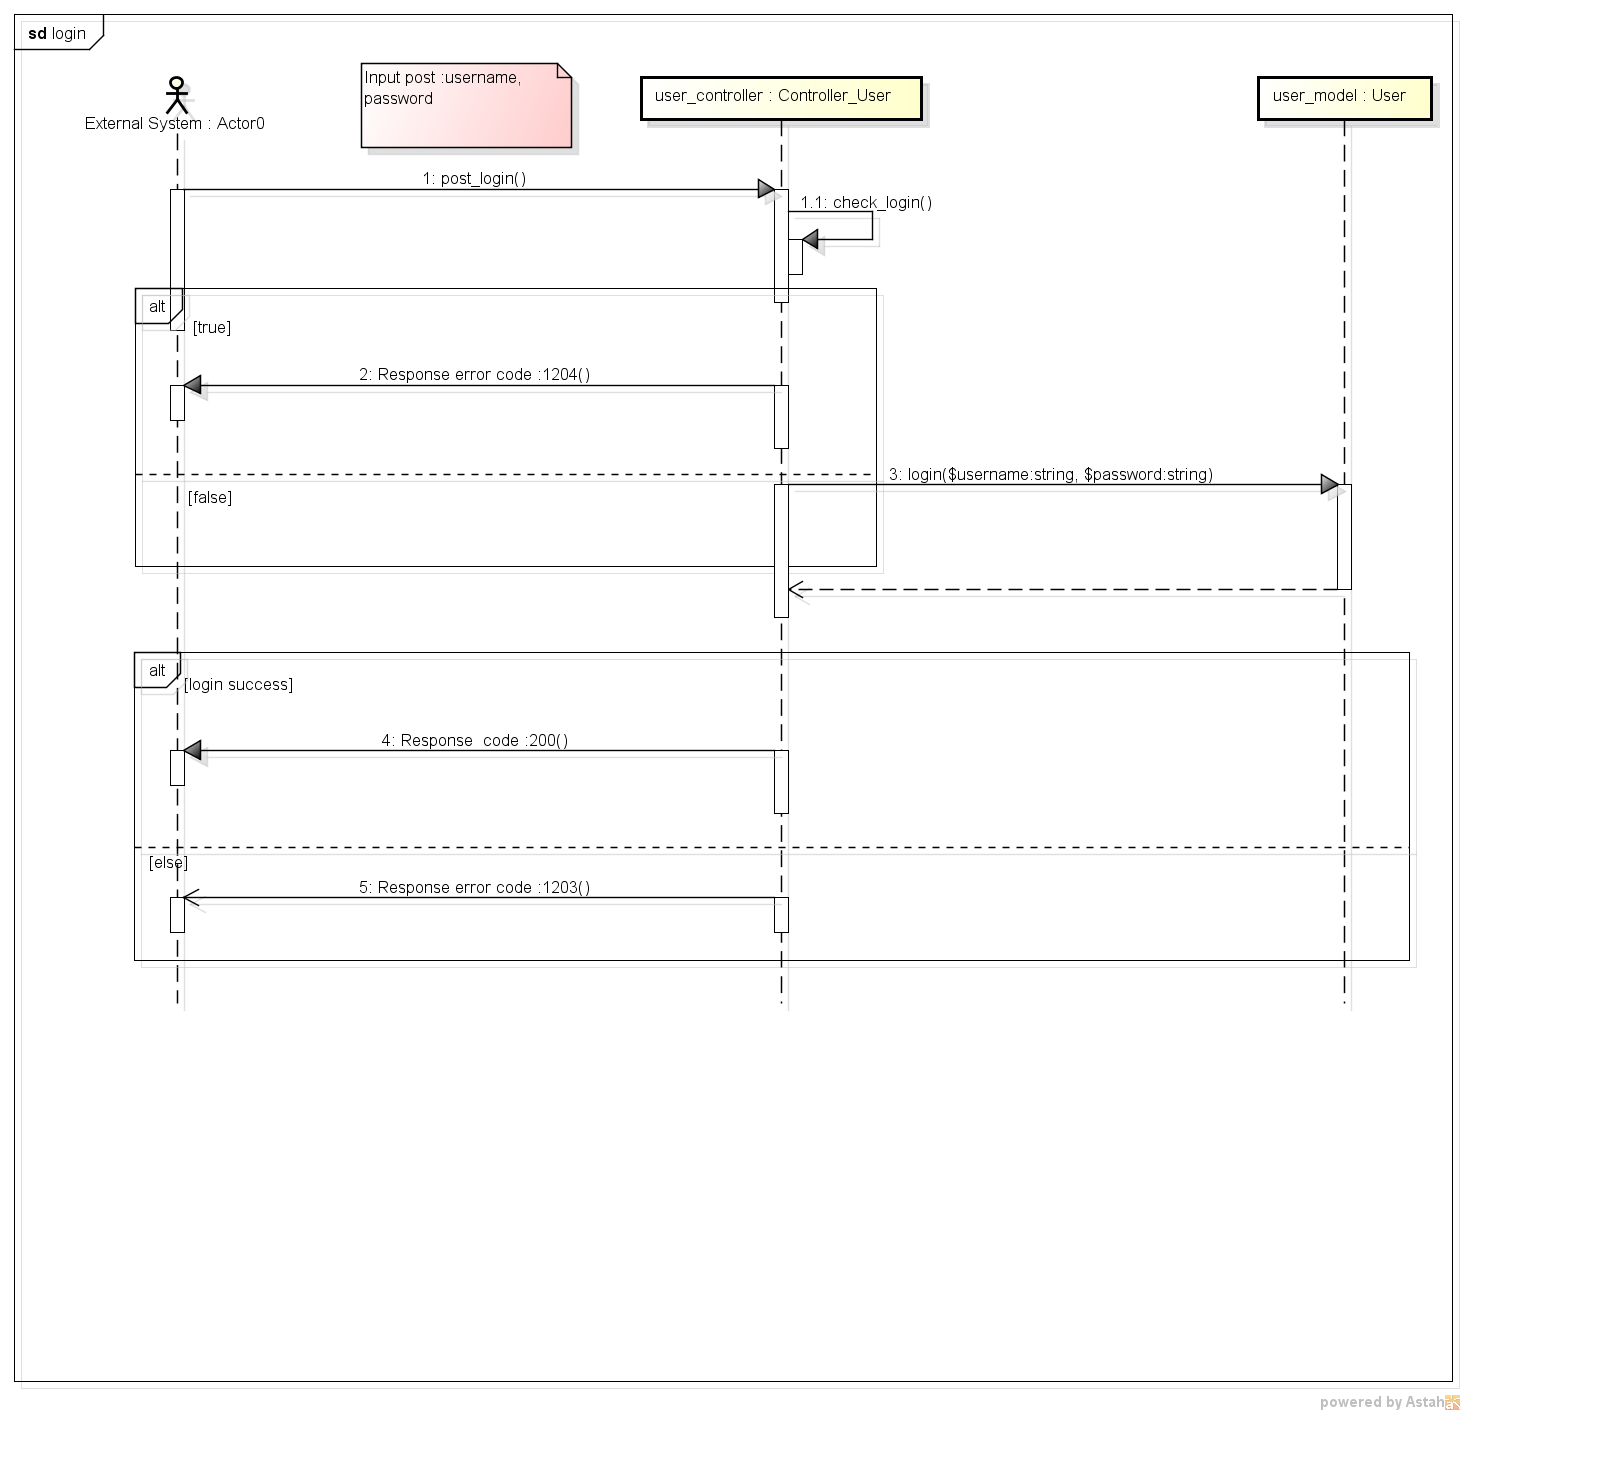 sd login
Input post :username,
password
External System : Actor0
user_controller : Controller_User
user_model : User
1: post_login()
1.1: check_login()
alt
[true]
2: Response error code :1204()
3: login($username:string, $password:string)
[false]
alt
[login success]
4: Response  code :200()
[else]
5: Response error code :1203()
powered by Astah